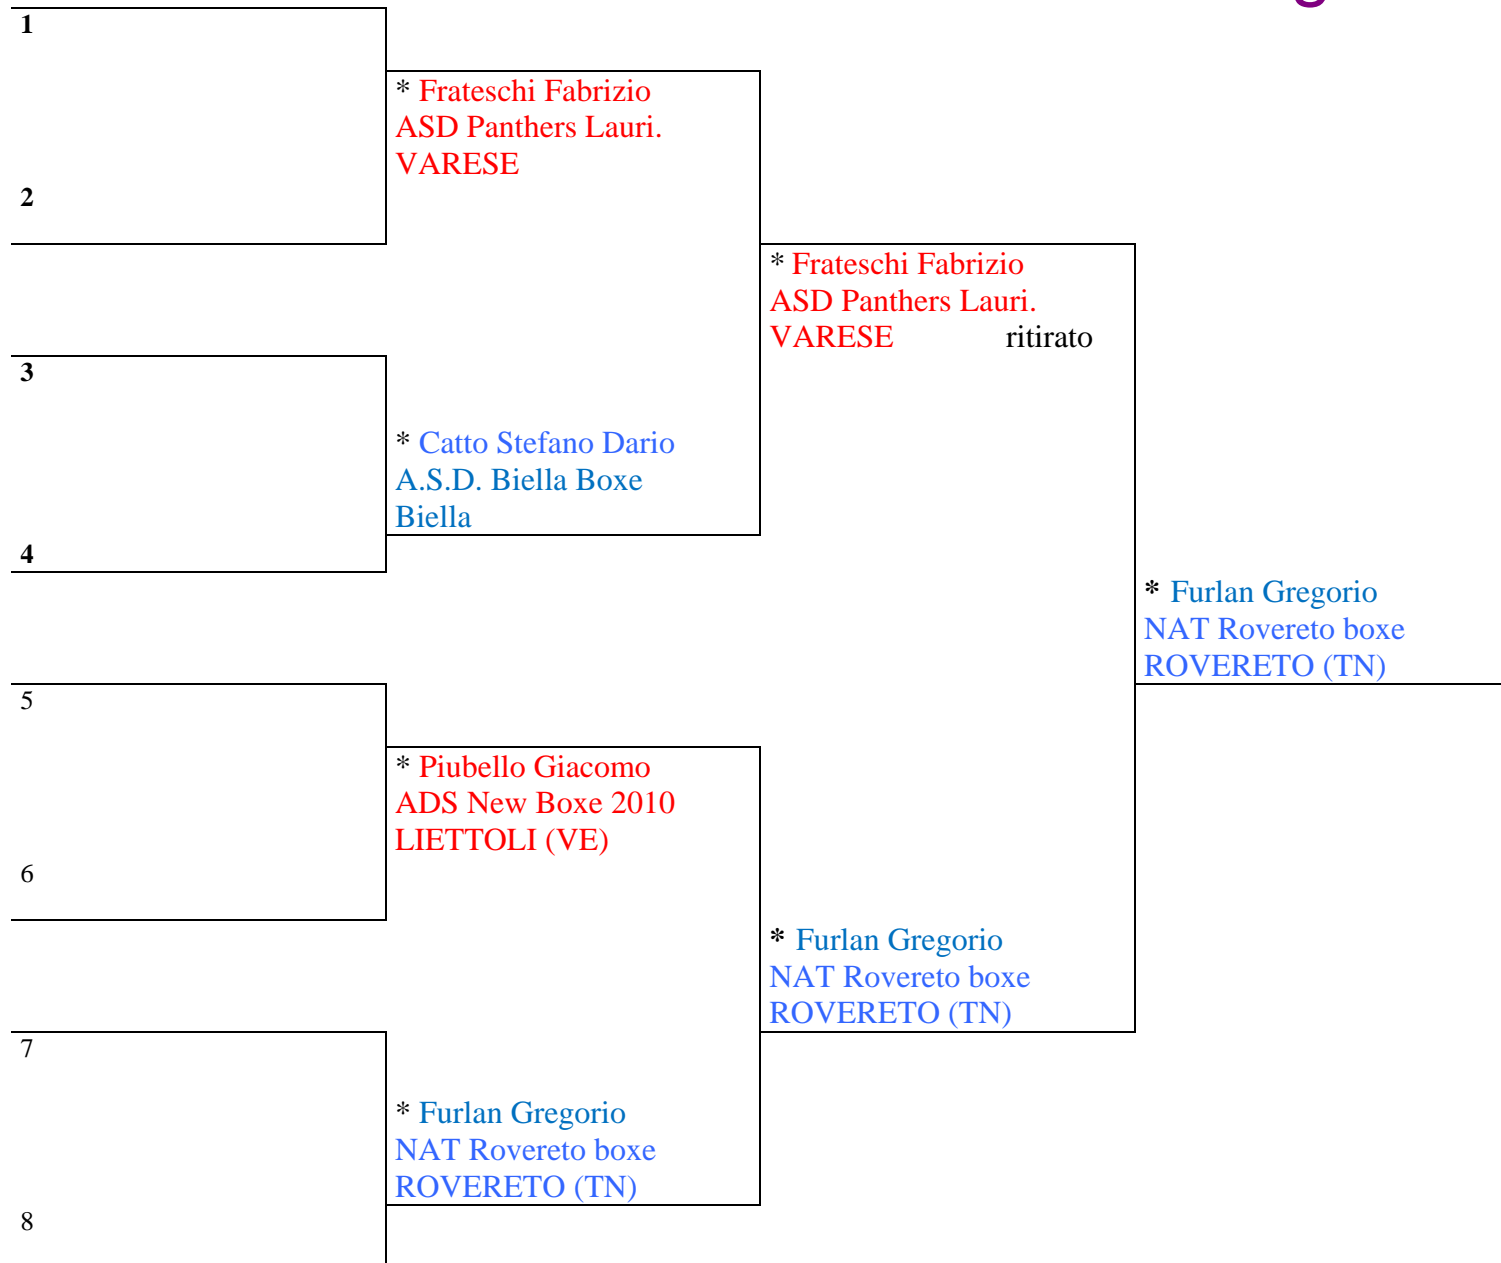 1
* Frateschi Fabrizio
ASD Panthers Lauri.
VARESE
2
* Frateschi Fabrizio
ASD Panthers Lauri.
VARESE ritirato
3
* Catto Stefano Dario
A.S.D. Biella Boxe
Biella
4
* Furlan Gregorio
NAT Rovereto boxe
ROVERETO (TN)
5
* Piubello Giacomo
ADS New Boxe 2010
LIETTOLI (VE)
6
* Furlan Gregorio
NAT Rovereto boxe
ROVERETO (TN)
7
* Furlan Gregorio
NAT Rovereto boxe
ROVERETO (TN)
8